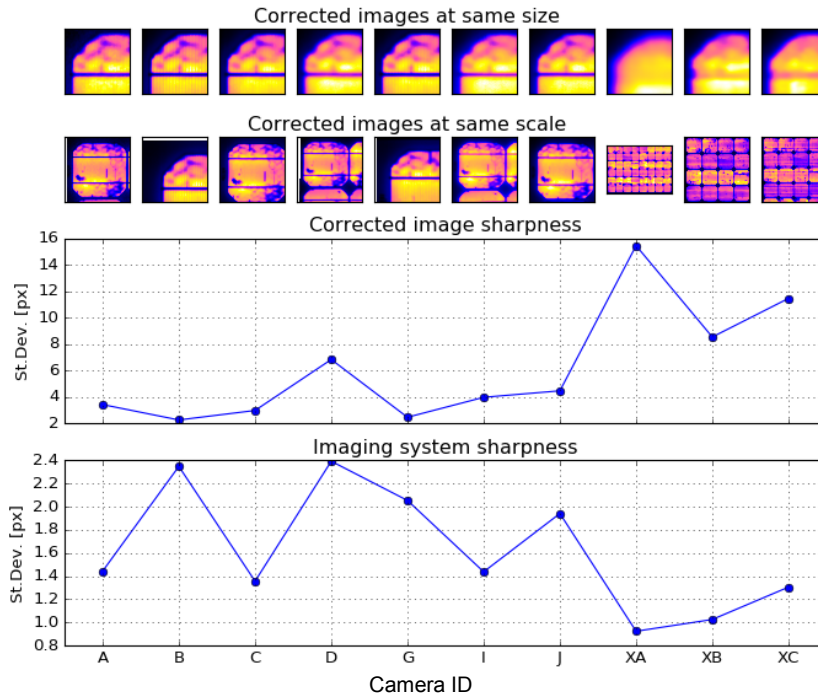 Corrected images at same size
Corrected images at same scale
Corrected image sharpness
16
14
12
10
8
6
4
2
St.Dev. [px]
Imaging system sharpness
2.4
2.2
2.0
1.8
1.6
1.4
1.2
1.0
0.8
St.Dev. [px]
A B C D G I J XA XB XC
Camera ID